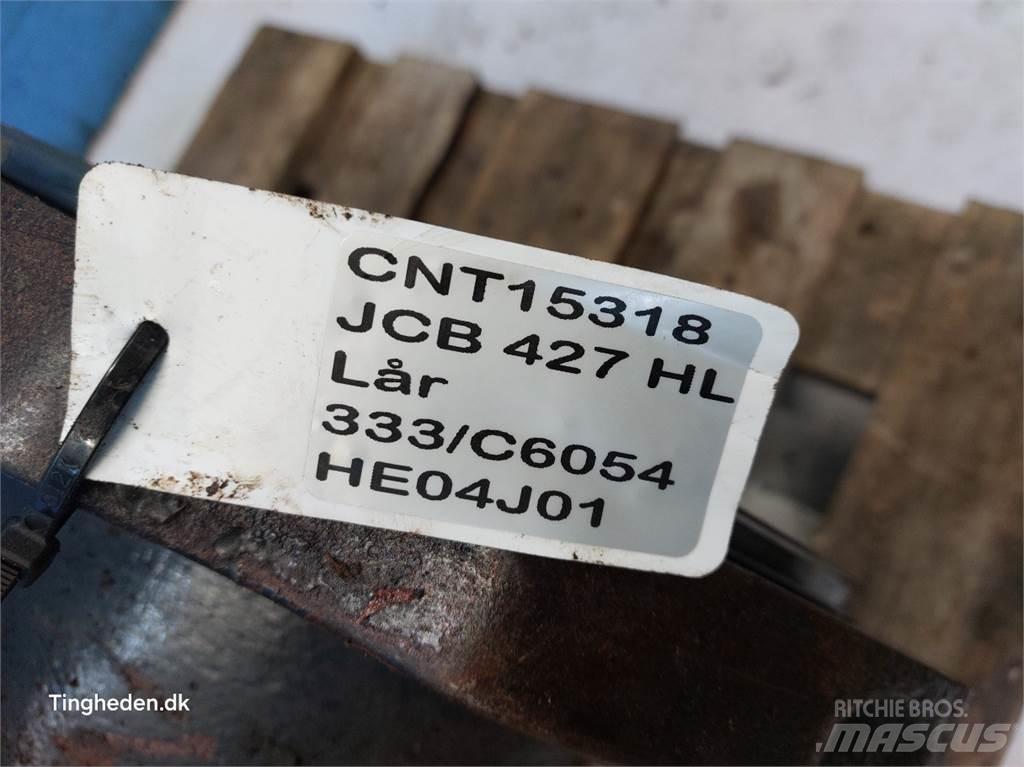 CNT15318
JCB 427 HL
Lår
333/C6054
HE04J01
Tingheden.dk
RITCHIE BROS.
MASCUS